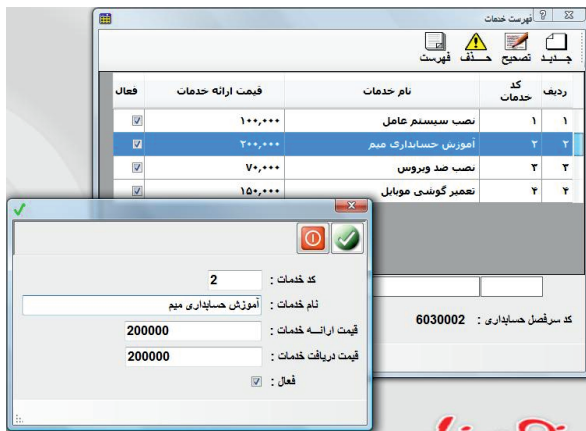 فهرست خدمات
جـــدیـد تصحیح حـــذف فهرست
ردیف کد خدمات نام خدمات قیمت ارائه خدمات فعال
۱ ۱ نصب سیستم عامل ۱۰۰,۰۰۰
۲ ۲ آموزش حسابداری میم ۲۰۰,۰۰۰
۳ ۳ نصب ضد ویروس ۷۰,۰۰۰
۴ ۴ تعمیر گوشی موبایل ۱۵۰,۰۰۰
کد سرفصل حسابداری : 6030002
کد خدمات : 2
نام خدمات : آموزش حسابداری میم
قیمت ارائـــه خدمات : 200000
قیمت دریافت خدمات : 200000
فعال :